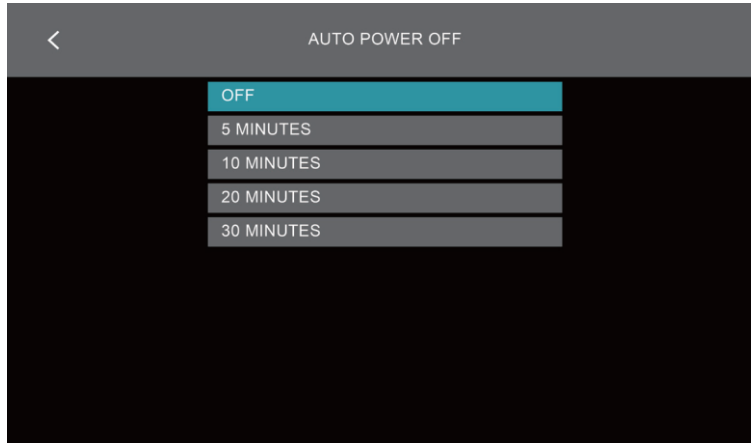 AUTO POWER OFF
OFF
5 MINUTES
10 MINUTES
20 MINUTES
30 MINUTES